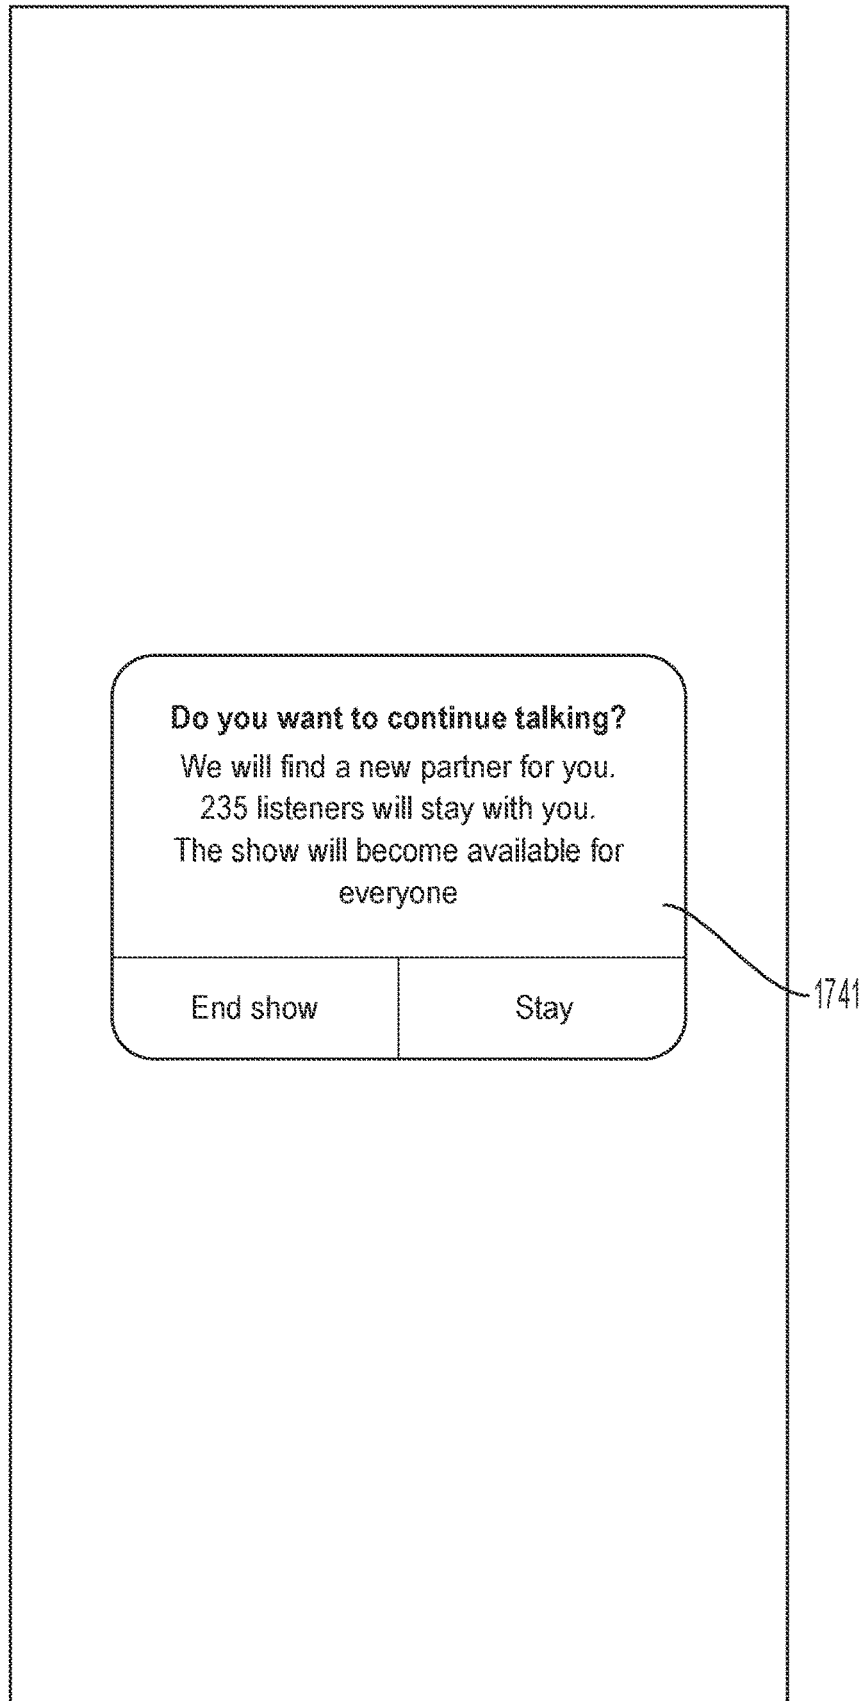 Do you want to continue talking?
We will find a new partner for you.
235 listeners will stay with you.
The show will become available for
everyone
End show
Stay
1741